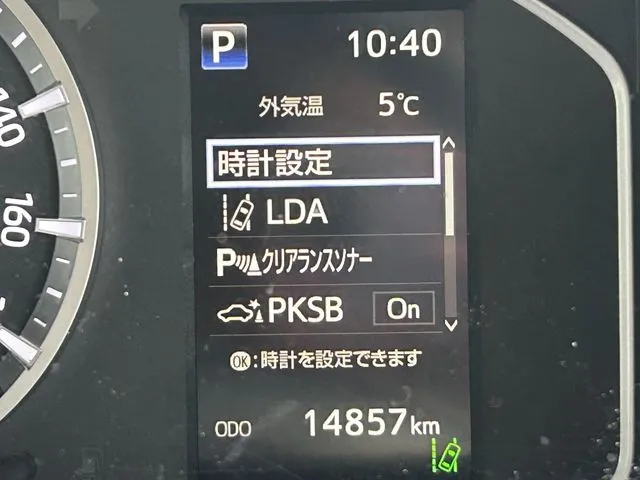 P 10:40
外気温 5℃
140
時計設定
LDA
160
Pクリアランスソナー
PKSB On
OK:時計を設定できます
ODO 14857km